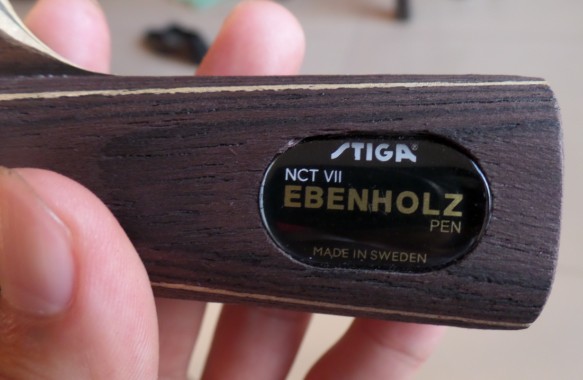 STIGA®
NCT VII
EBENHOLZ
PEN
MADE IN SWEDEN